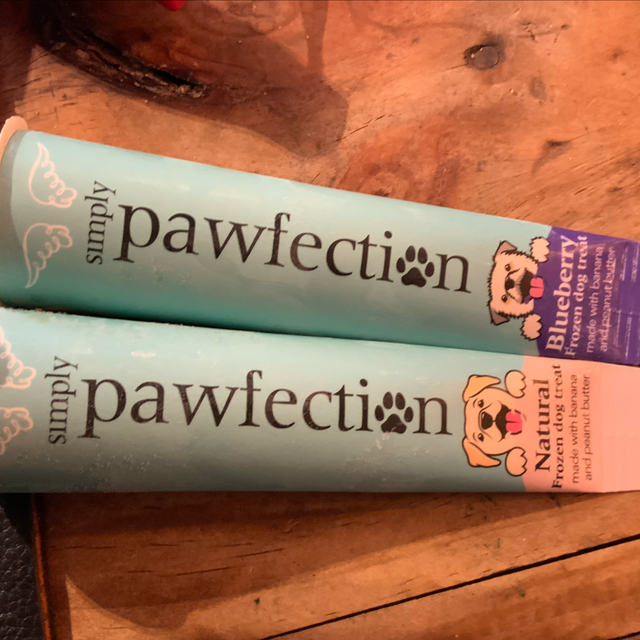 simply
pawfection
Blueberry
Frozen dog treat
made with banana
and peanut butter
simply
pawfection
Natural
Frozen dog treat
made with banana
and peanut butter